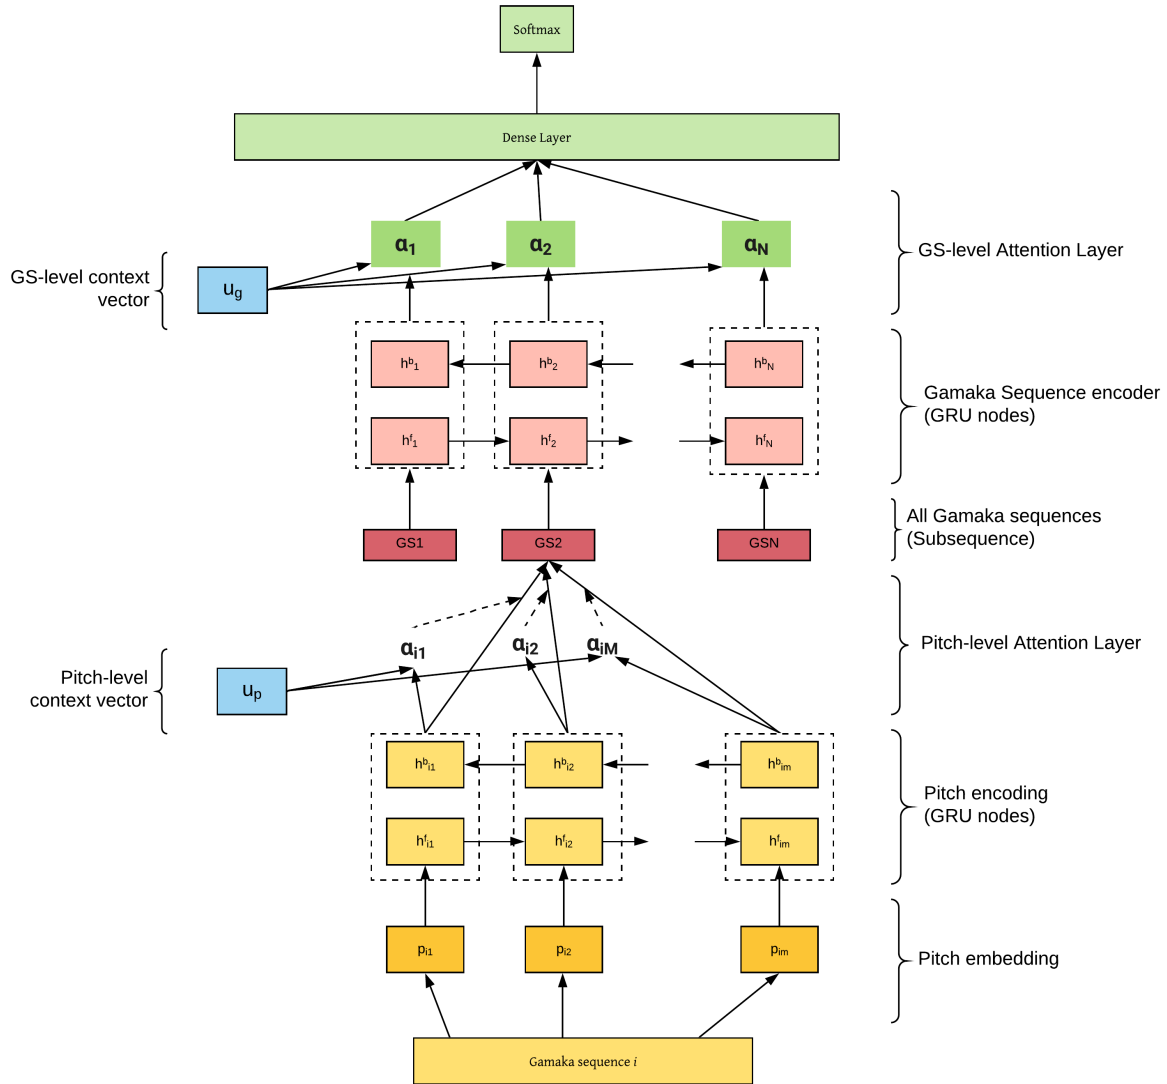 Softmax
Dense Layer
α1
α2
αN
GS-level Attention Layer
GS-level context
vector
ug
hb1
hb2
hbN
Gamaka Sequence encoder
(GRU nodes)
hf1
hf2
hfN
All Gamaka sequences
(Subsequence)
GS1
GS2
GSN
αi1
αi2
αiM
Pitch-level Attention Layer
Pitch-level
context vector
up
hbi1
hbi2
hbim
Pitch encoding
(GRU nodes)
hfi1
hfi2
hfim
pi1
pi2
pim
Pitch embedding
Gamaka sequence i